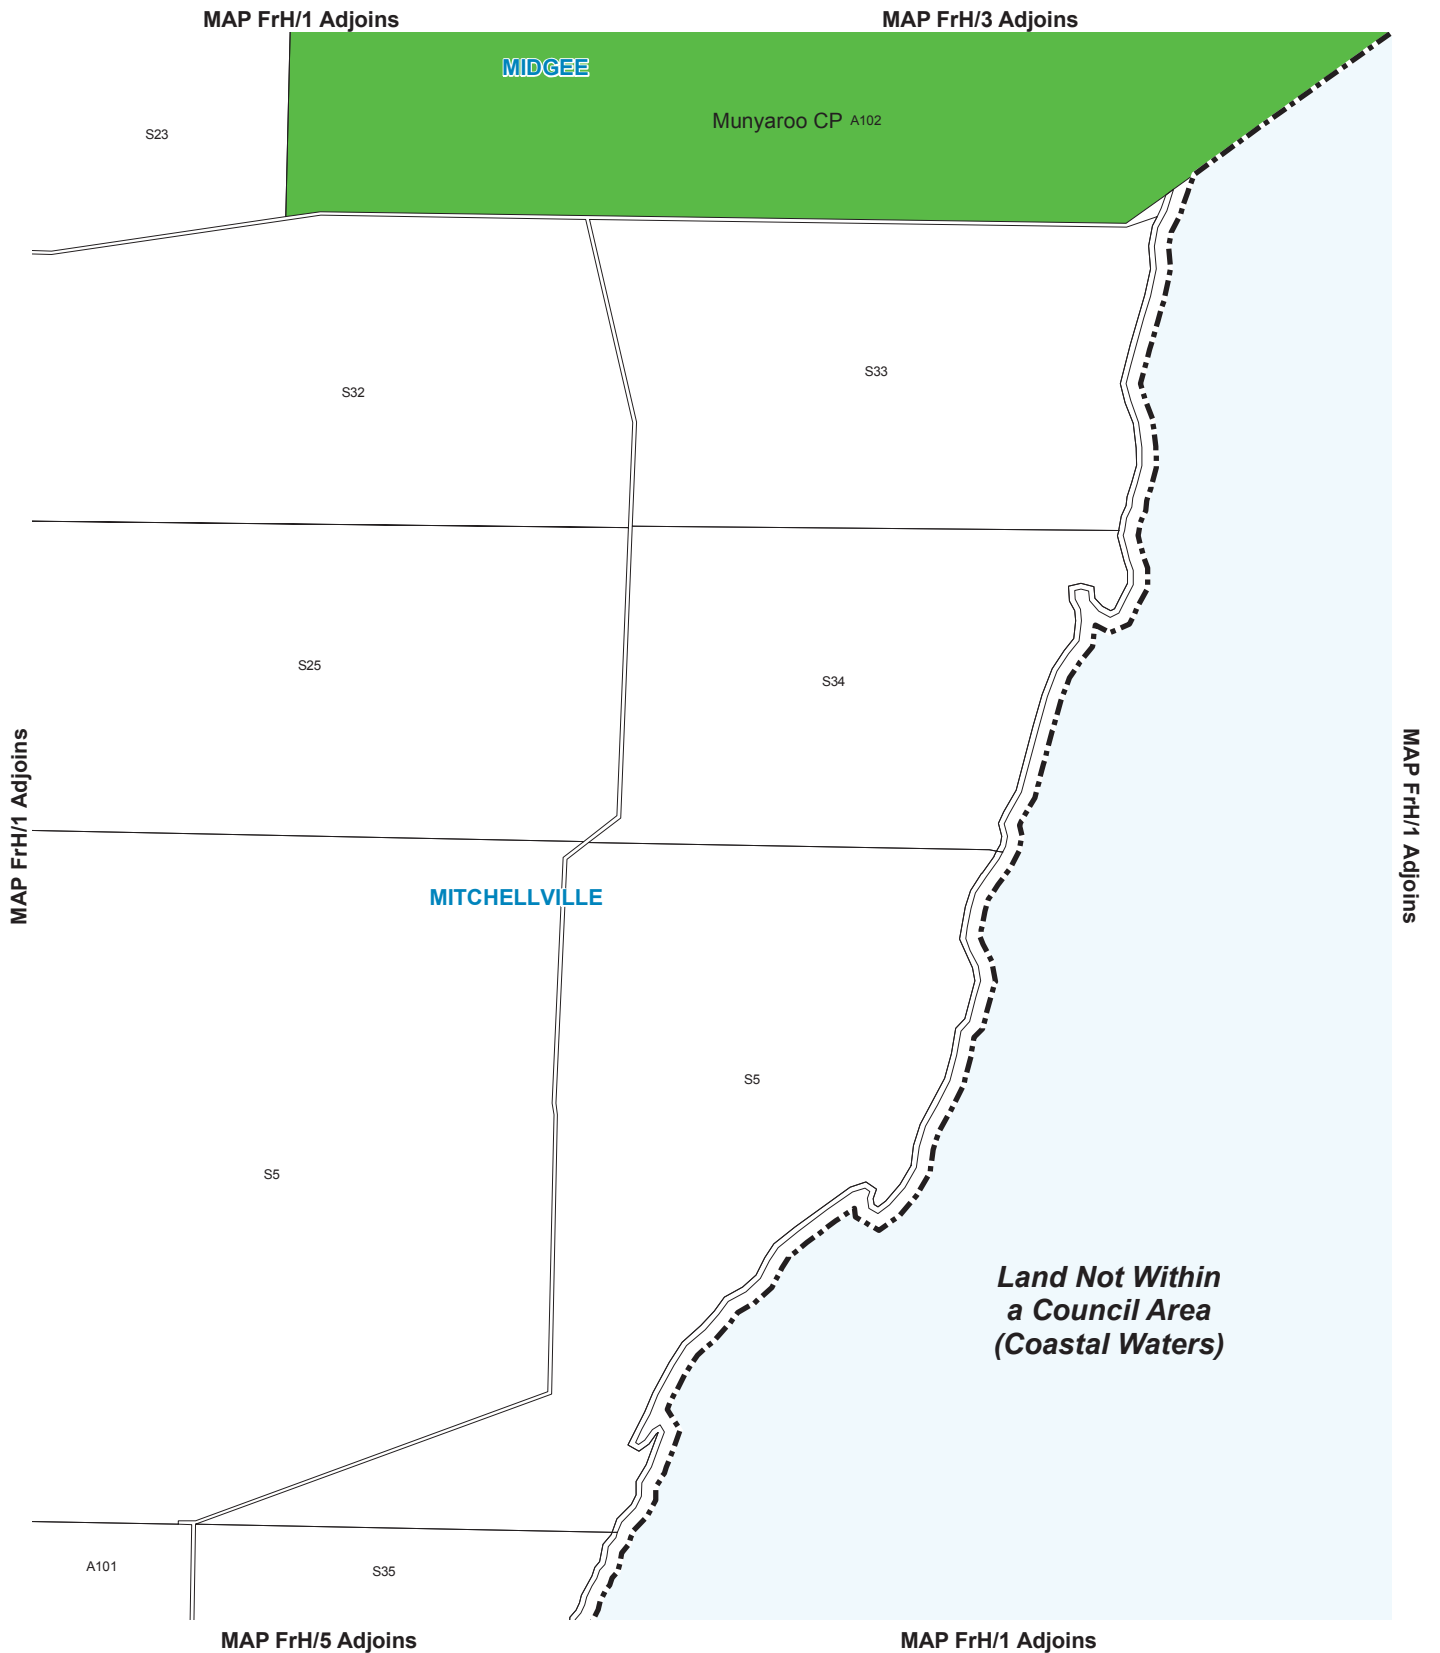 MAP FrH/1 Adjoins
MAP FrH/3 Adjoins
MIDGEE
Munyaroo CP A102
S23
S33
S32
S25
S34
MAP FrH/1 Adjoins
MAP FrH/1 Adjoins
MITCHELLVILLE
S5
S5
Land Not Within
a Council Area
(Coastal Waters)
A101
S35
MAP FrH/5 Adjoins
MAP FrH/1 Adjoins